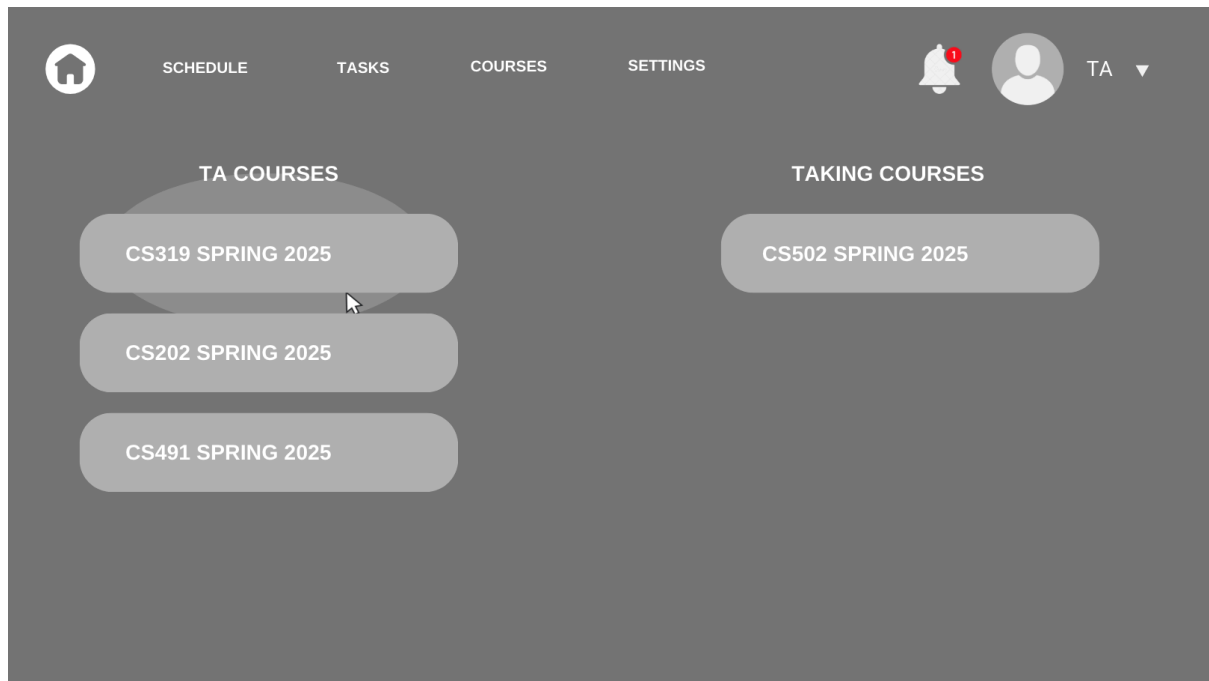 SCHEDULE TASKS COURSES SETTINGS 1 TA
TA COURSES
CS319 SPRING 2025
CS202 SPRING 2025
CS491 SPRING 2025
TAKING COURSES
CS502 SPRING 2025